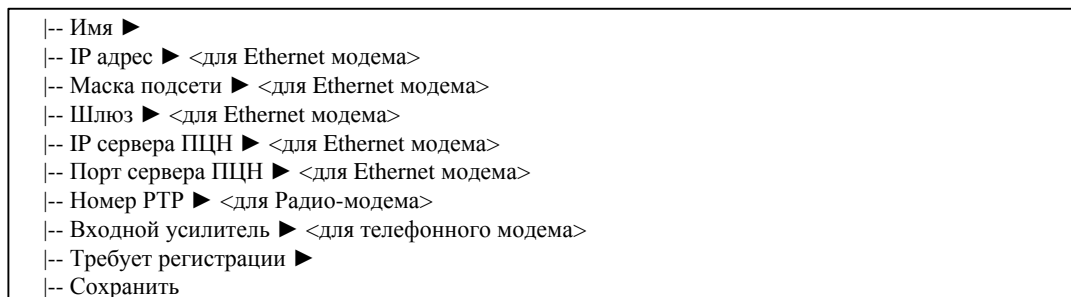 |-- Имя ►
|-- IP адрес ► <для Ethernet модема>
|-- Маска подсети ► <для Ethernet модема>
|-- Шлюз ► <для Ethernet модема>
|-- IP сервера ПЦН ► <для Ethernet модема>
|-- Порт сервера ПЦН ► <для Ethernet модема>
|-- Номер РТР ► <для Радио-модема>
|-- Входной усилитель ► <для телефонного модема>
|-- Требует регистрации ►
|-- Сохранить